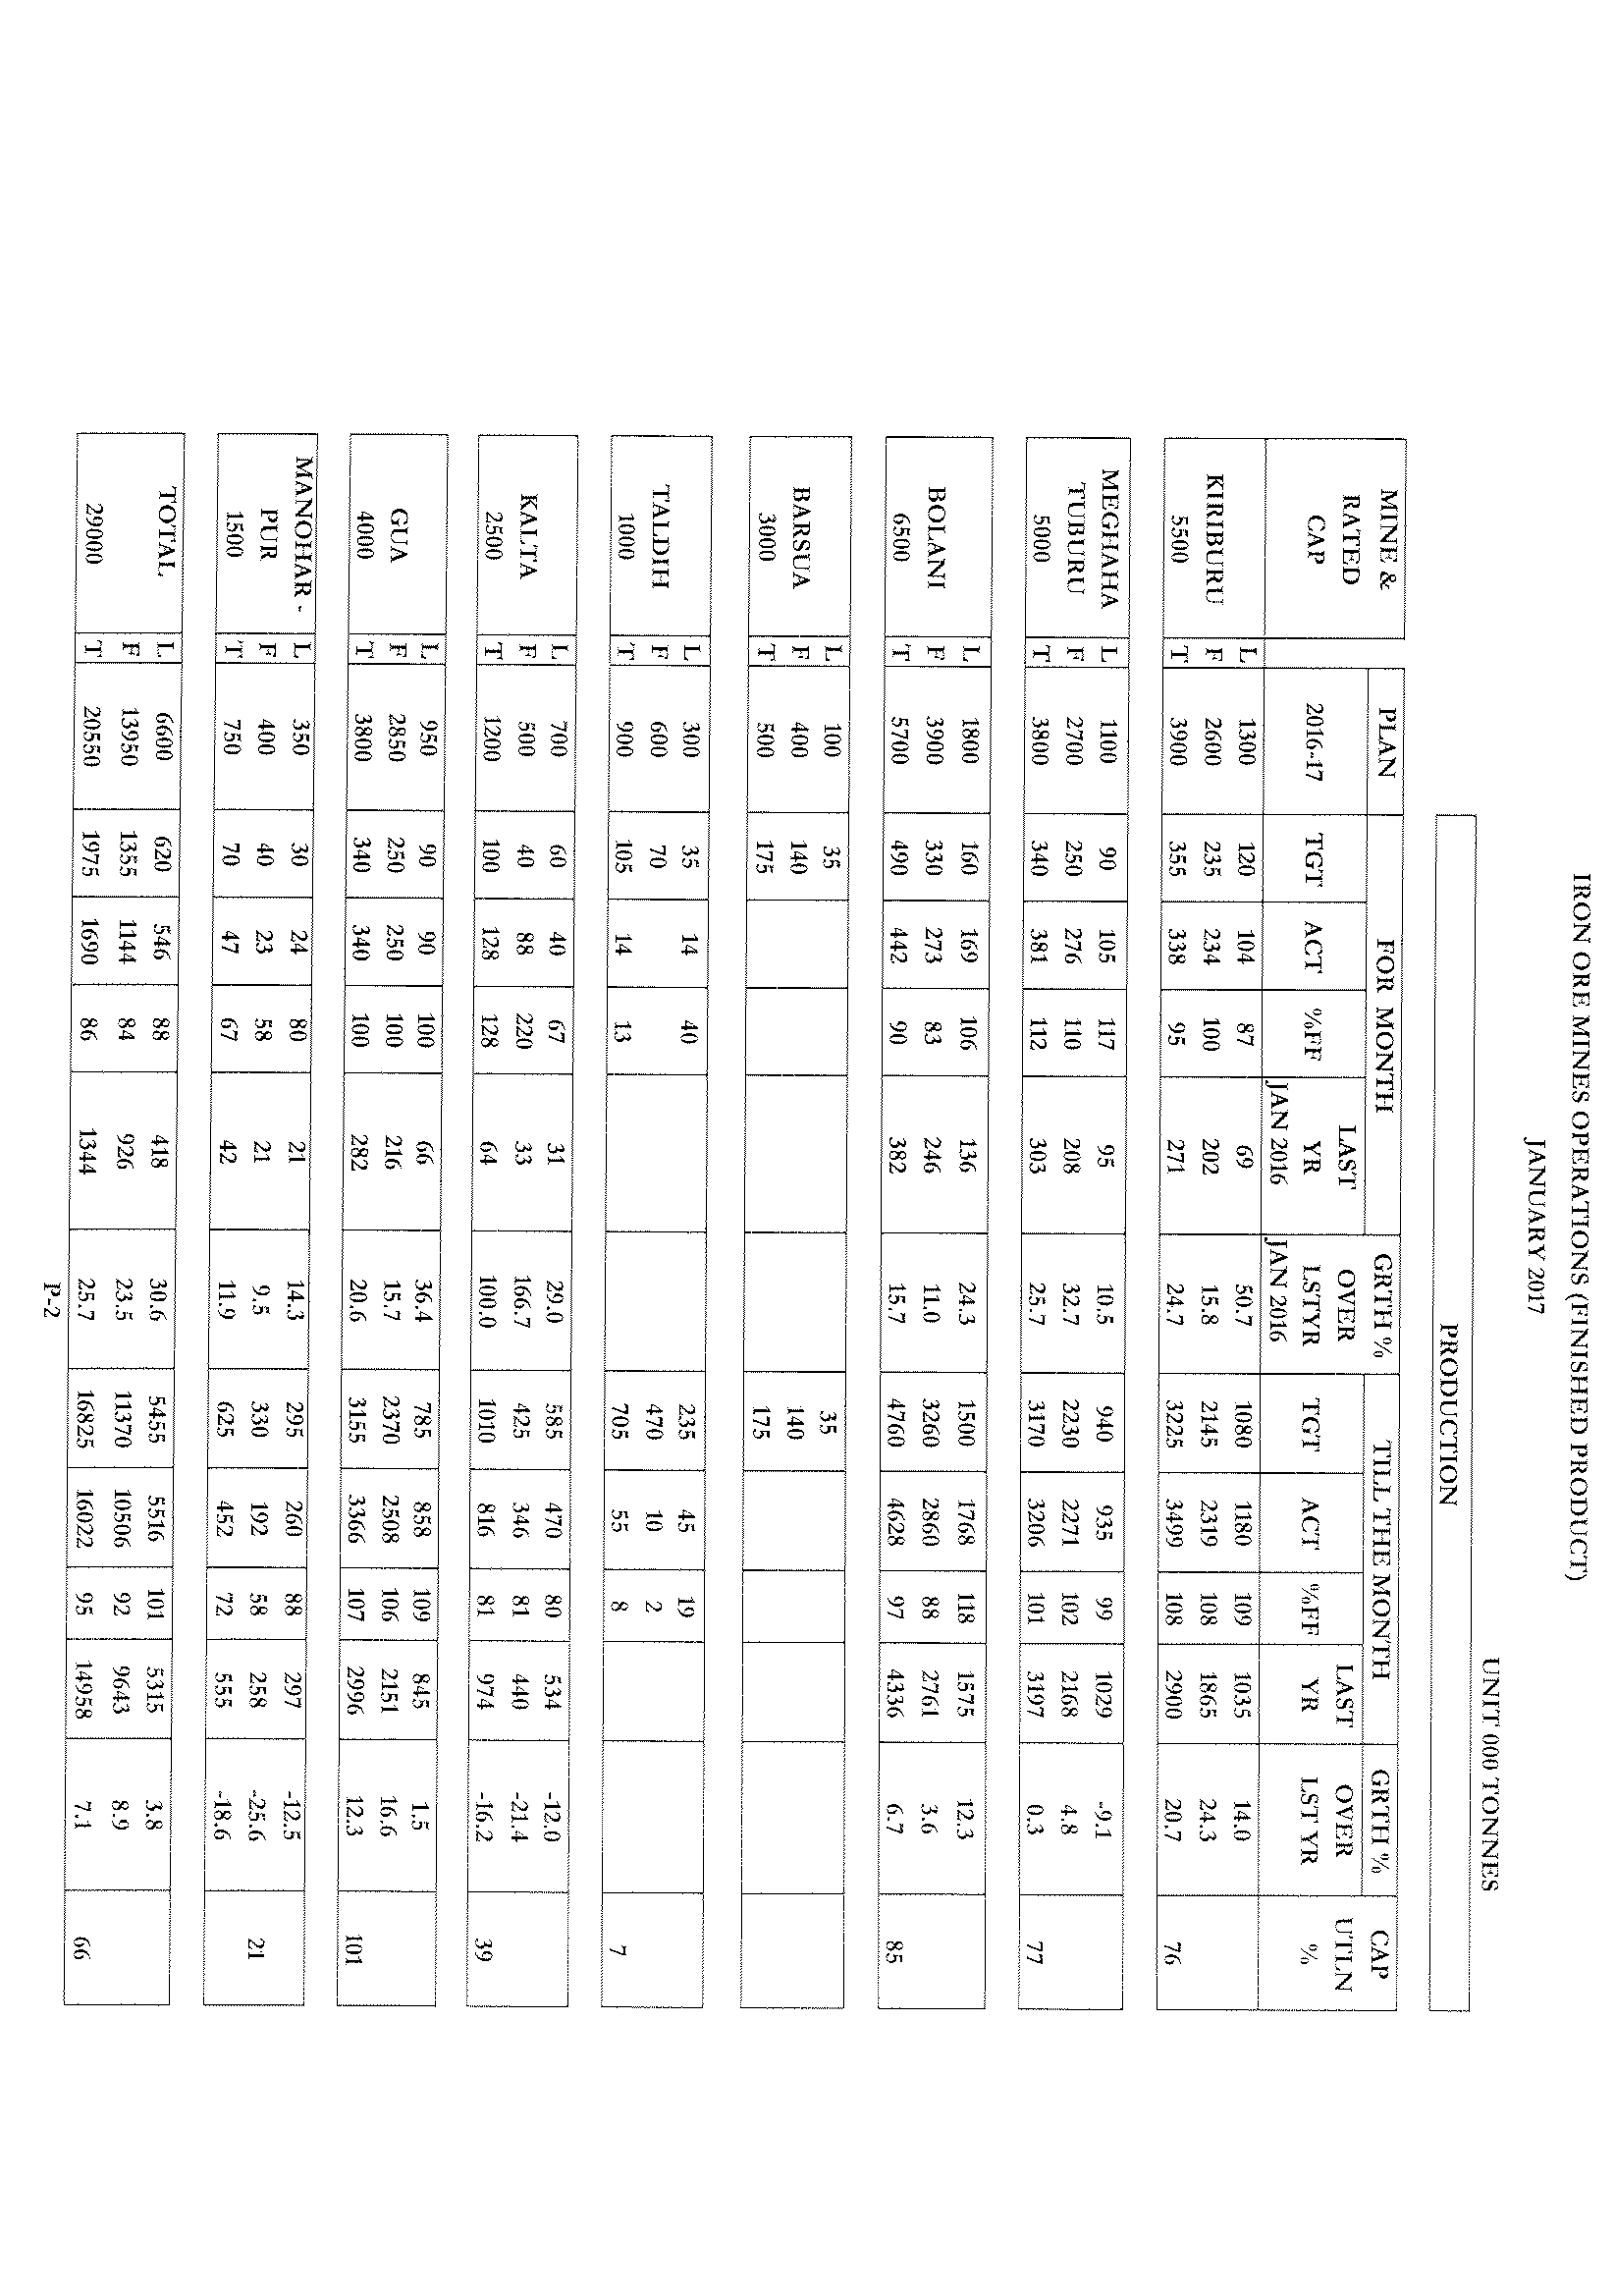 IRON ORE MINES OPERATIONS (FINISHED PRODUCT)
JANUARY 2017
UNIT 000 TONNES
PRODUCTION
MINE & RATED CAP PLAN 2016-17 FOR MONTH TGT ACT %FF LAST YR JAN 2016 GRTH % OVER LSTYR JAN 2016 TILL THE MONTH TGT ACT %FF LAST YR GRTH % OVER LST YR CAP UTLN %
L 1300 120 104 87 69 50.7 1080 1180 109 1035 14.0
KIRIBURU F 2600 235 234 100 202 15.8 2145 2319 108 1865 24.3
5500 T 3900 355 338 95 271 24.7 3225 3499 108 2900 20.7 76
MEGHAHA L 1100 90 105 117 95 10.5 940 935 99 1029 -9.1
TUBURU F 2700 250 276 110 208 32.7 2230 2271 102 2168 4.8
5000 T 3800 340 381 112 303 25.7 3170 3206 101 3197 0.3 77
L 1800 160 169 106 136 24.3 1500 1768 118 1575 12.3
BOLANI F 3900 330 273 83 246 11.0 3260 2860 88 2761 3.6
6500 T 5700 490 442 90 382 15.7 4760 4628 97 4336 6.7 85
L 100 35 35
BARSUA F 400 140 140
3000 T 500 175 175
L 300 35 14 40 235 45 19
TALDIH F 600 70 470 10 2
1000 T 900 105 14 13 705 55 8 7
L 700 60 40 67 31 29.0 585 470 80 534 -12.0
KALTA F 500 40 88 220 33 166.7 425 346 81 440 -21.4
2500 T 1200 100 128 128 64 100.0 1010 816 81 974 -16.2 39
L 950 90 90 100 66 36.4 785 858 109 845 1.5
GUA F 2850 250 250 100 216 15.7 2370 2508 106 2151 16.6
4000 T 3800 340 340 100 282 20.6 3155 3366 107 2996 12.3 101
MANOHAR - L 350 30 24 80 21 14.3 295 260 88 297 -12.5
PUR F 400 40 23 58 21 9.5 330 192 58 258 -25.6 21
1500 T 750 70 47 67 42 11.9 625 452 72 555 -18.6
TOTAL L 6600 620 546 88 418 30.6 5455 5516 101 5315 3.8
F 13950 1355 1144 84 926 23.5 11370 10506 92 9643 8.9
29000 T 20550 1975 1690 86 1344 25.7 16825 16022 95 14958 7.1 66
P-2